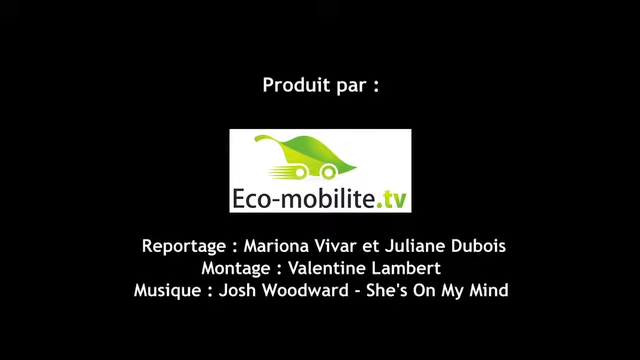 Produit par :
Eco-mobilite.tv
Reportage : Mariona Vivar et Juliane Dubois
Montage : Valentine Lambert
Musique : Josh Woodward - She's On My Mind